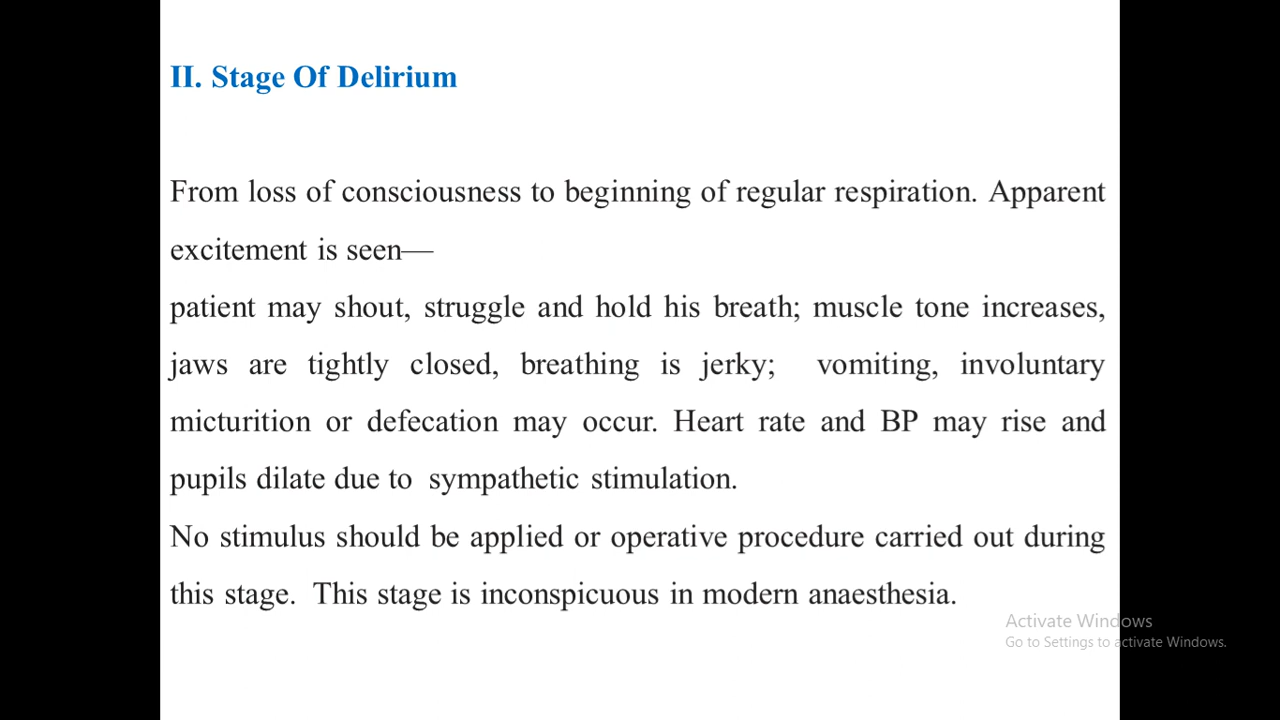 II. Stage Of Delirium
From loss of consciousness to beginning of regular respiration. Apparent
excitement is seen—
patient may shout, struggle and hold his breath; muscle tone increases,
jaws are tightly closed, breathing is jerky; vomiting, involuntary
micturition or defecation may occur. Heart rate and BP may rise and
pupils dilate due to sympathetic stimulation.
No stimulus should be applied or operative procedure carried out during
this stage. This stage is inconspicuous in modern anaesthesia.
Activate Windows
Go to Settings to activate Windows.